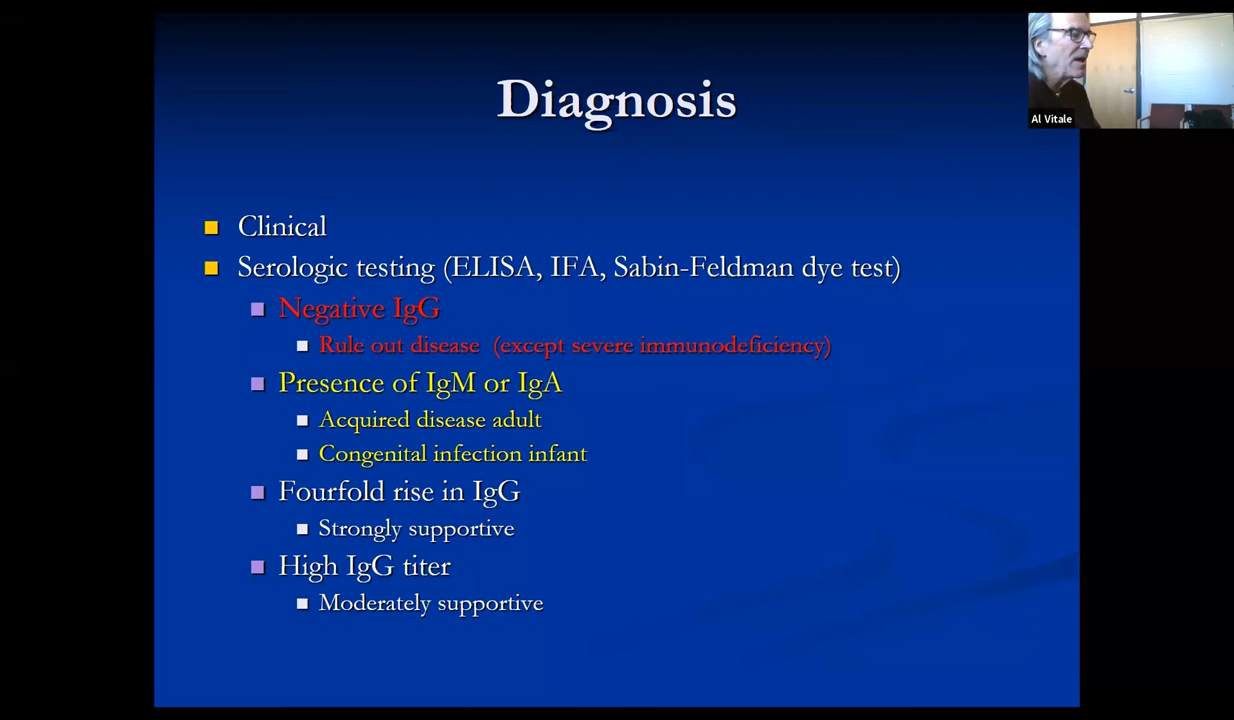 Diagnosis
Al Vitale
Clinical
Serologic testing (ELISA, IFA, Sabin-Feldman dye test)
Negative IgG
Rule out disease (except severe immunodeficiency)
Presence of IgM or IgA
Acquired disease adult
Congenital infection infant
Fourfold rise in IgG
Strongly supportive
High IgG titer
Moderately supportive